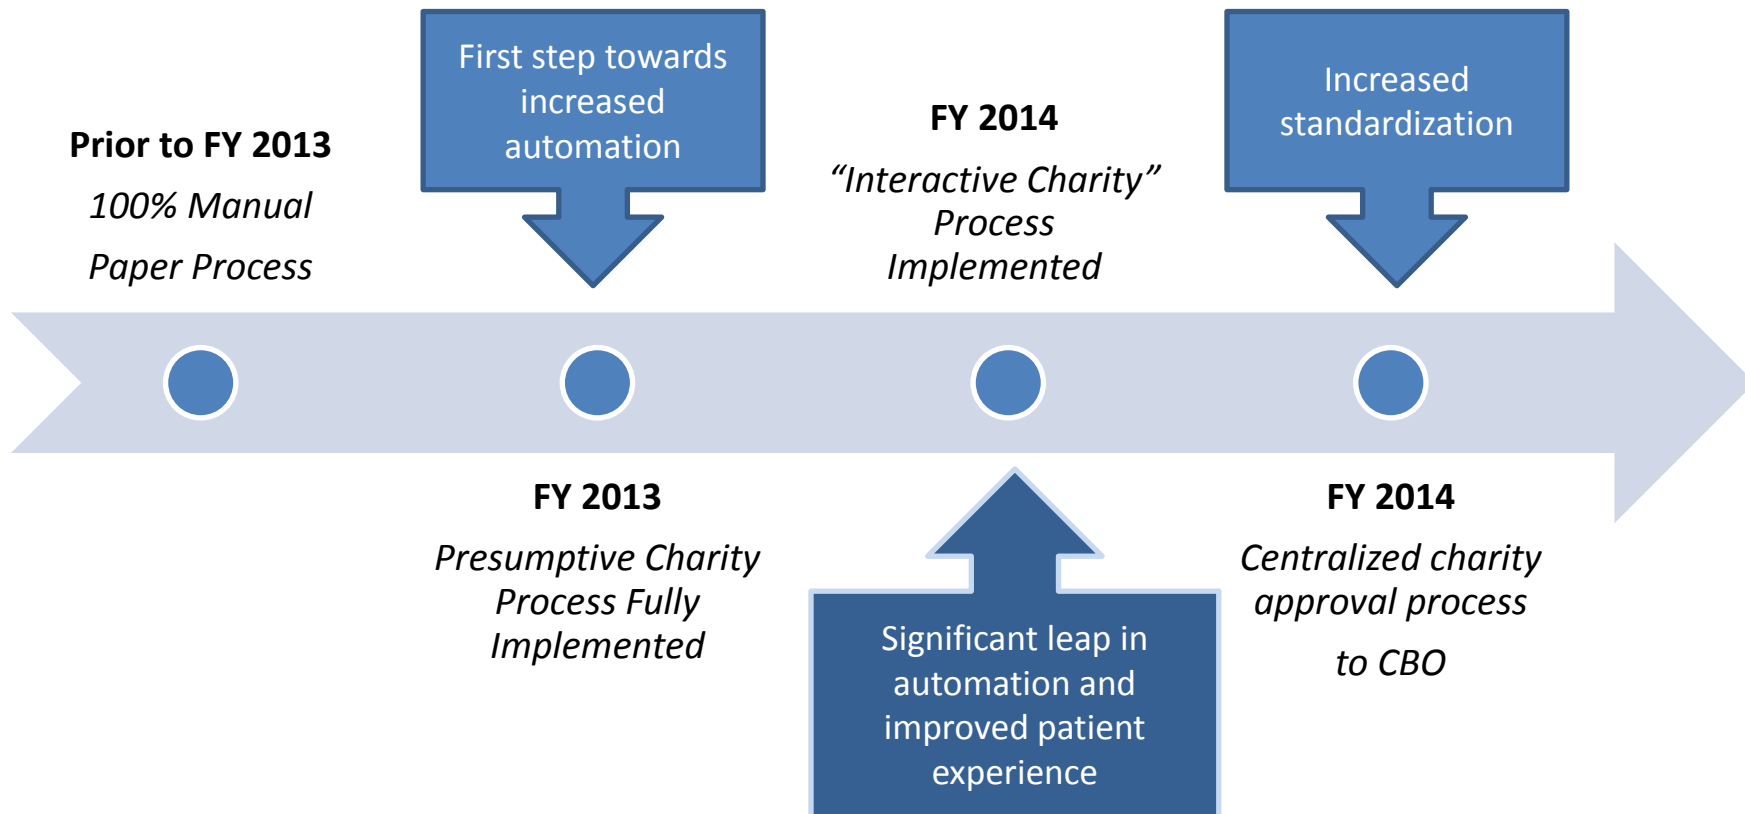 Prior to FY 2013
100% Manual
Paper Process
First step towards
increased
automation
FY 2013
Presumptive Charity
Process Fully
Implemented
FY 2014
“Interactive Charity”
Process
Implemented
Significant leap in
automation and
improved patient
experience
Increased
standardization
FY 2014
Centralized charity
approval process
to CBO